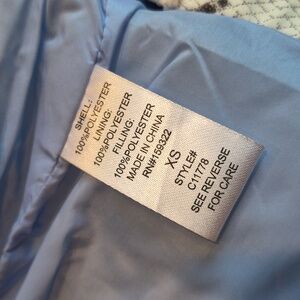 SHELL:
100%POLYESTER
LINING:
100%POLYESTER
FILLING:
100%POLYESTER
MADE IN CHINA
RN#159322
XS
STYLE#
C11778
SEE REVERSE
FOR CARE